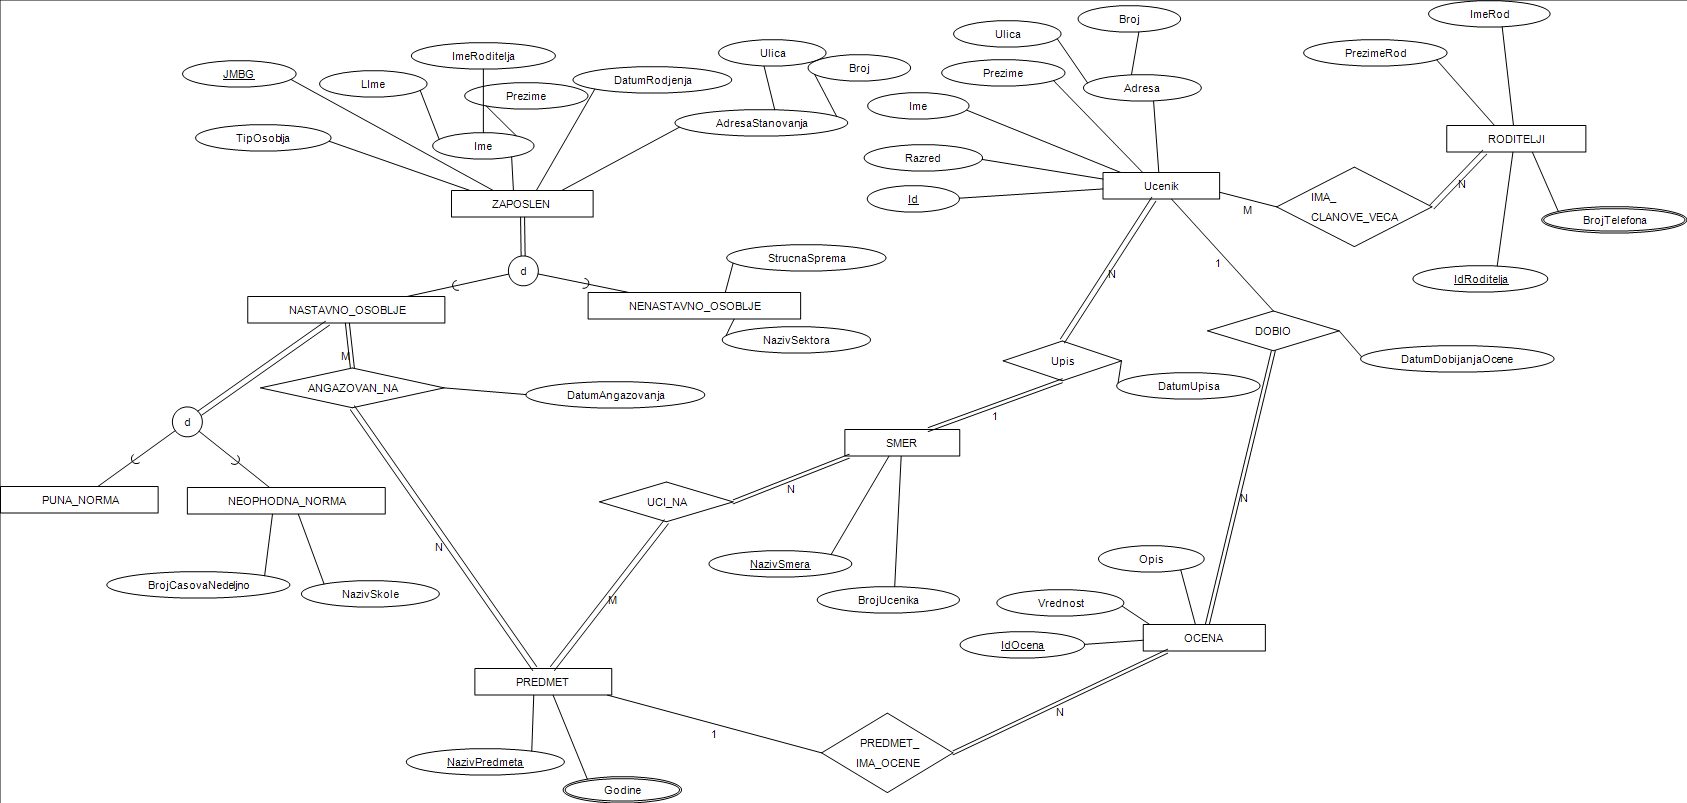 Broj
ImeRod
Ulica
PrezimeRod
ImeRoditelja
Ulica
Broj
Prezime
JMBG
LIme
DatumRodjenja
Adresa
Prezime
Ime
AdresaStanovanja
TipOsoblja
Ime
RODITELJI
Razred
Ucenik
Id
ZAPOSLEN
IMA_
CLANOVE_VECA
M
N
BrojTelefona
StrucnaSprema
1
d
N
IdRoditelja
NASTAVNO_OSOBLJE
NENASTAVNO_OSOBLJE
NazivSektora
DOBIO
M
Upis
DatumDobijanjaOcene
ANGAZOVAN_NA
DatumAngazovanja
DatumUpisa
d
1
SMER
PUNA_NORMA
NEOPHODNA_NORMA
UCI_NA
N
N
N
Opis
NazivSmera
BrojCasovaNedeljno
NazivSkole
M
BrojUcenika
Vrednost
OCENA
IdOcena
PREDMET
N
1
PREDMET_
IMA_OCENE
NazivPredmeta
Godine